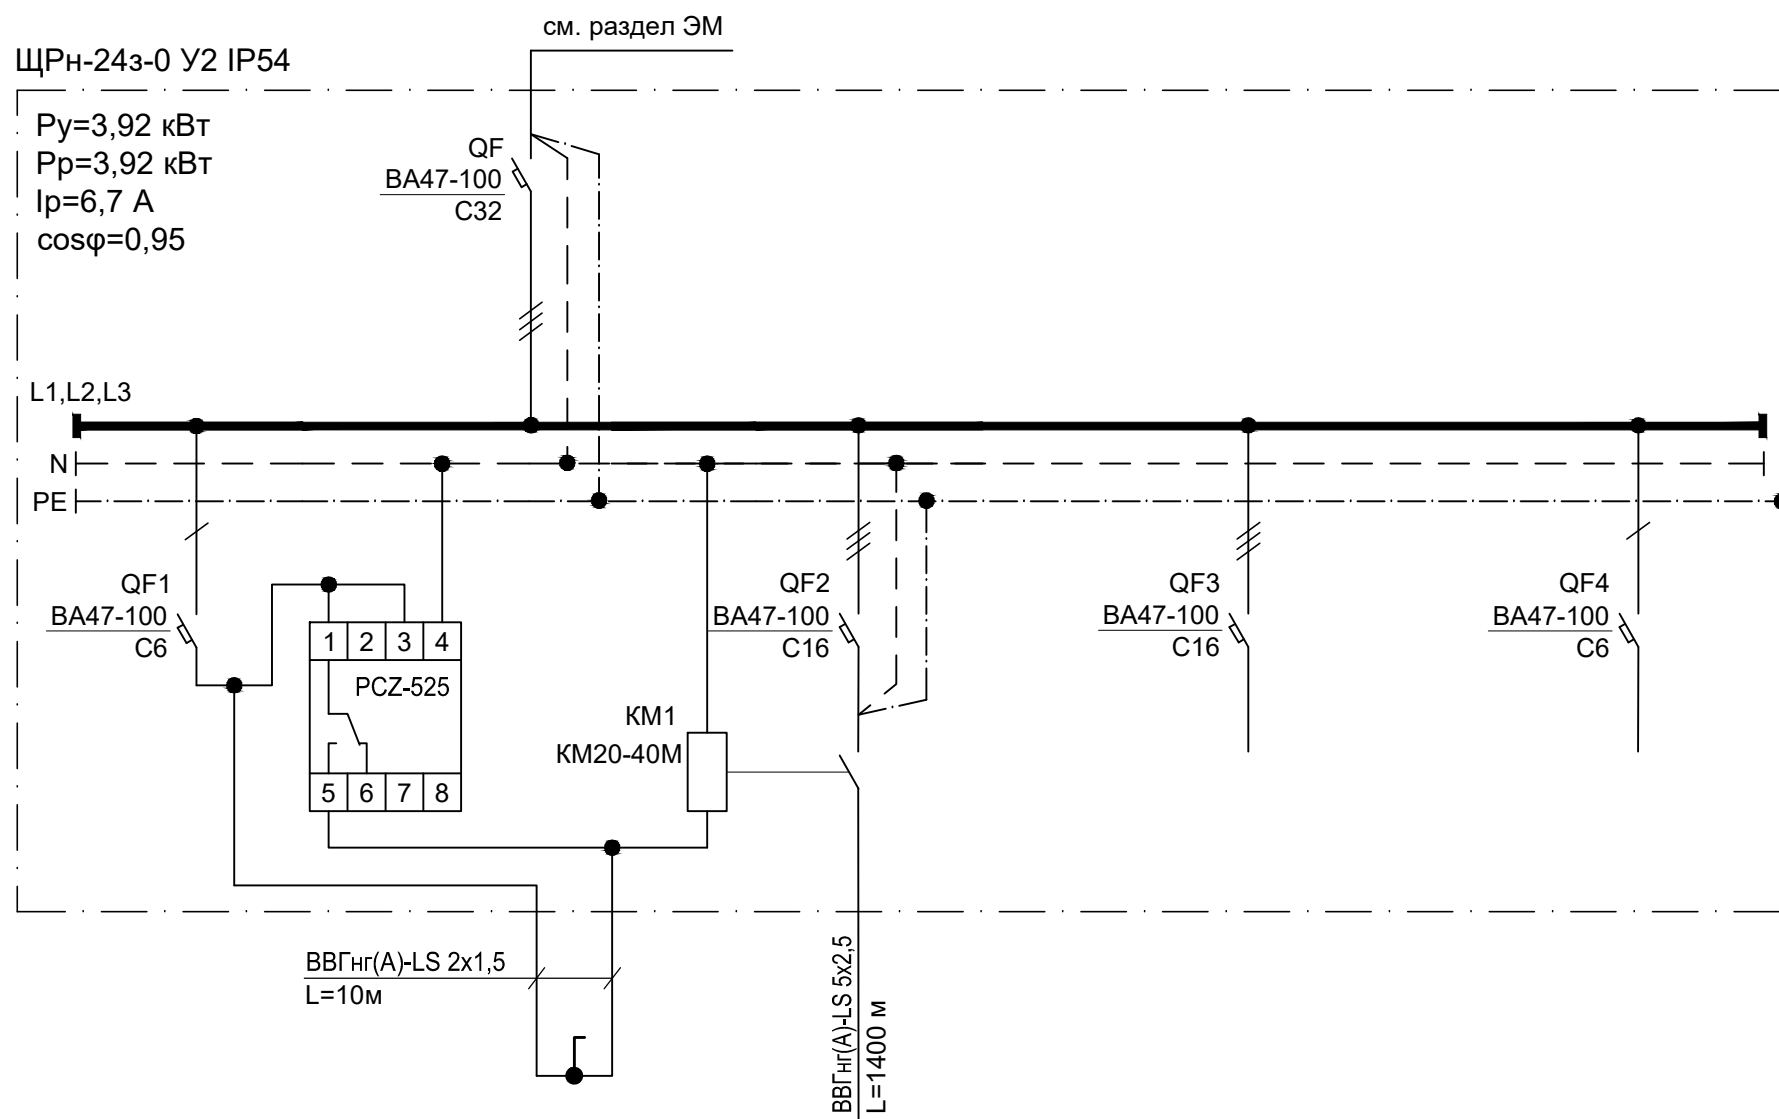 см. раздел ЭМ
ЩРн-24з-0 У2 IP54
Ру=3,92 кВт
Рр=3,92 кВт
Iр=6,7 А
cosφ=0,95
QF
ВА47-100
С32
L1,L2,L3
N
PE
QF1
ВА47-100
С6
1 2 3 4
PCZ-525
5 6 7 8
КМ1
КМ20-40М
QF2
ВА47-100
С16
QF3
ВА47-100
С16
QF4
ВА47-100
С6
ВВГнг(А)-LS 2х1,5
L=10м
ВВГнг(А)-LS 5х2,5
L=1400 м